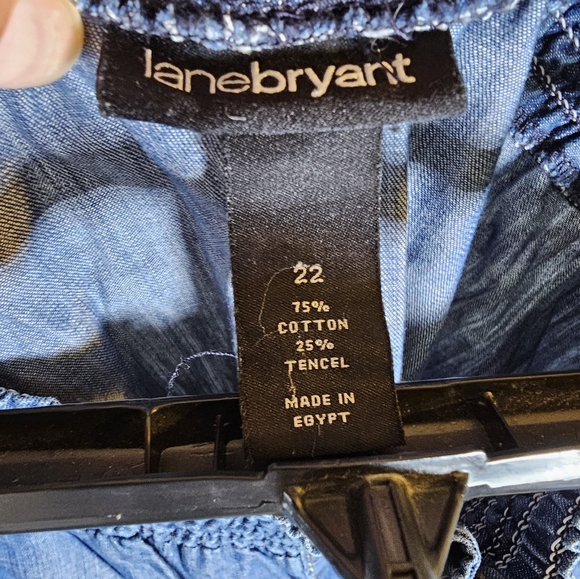 lanebryant
22
75%
COTTON
25%
TENCEL
MADE IN
EGYPT